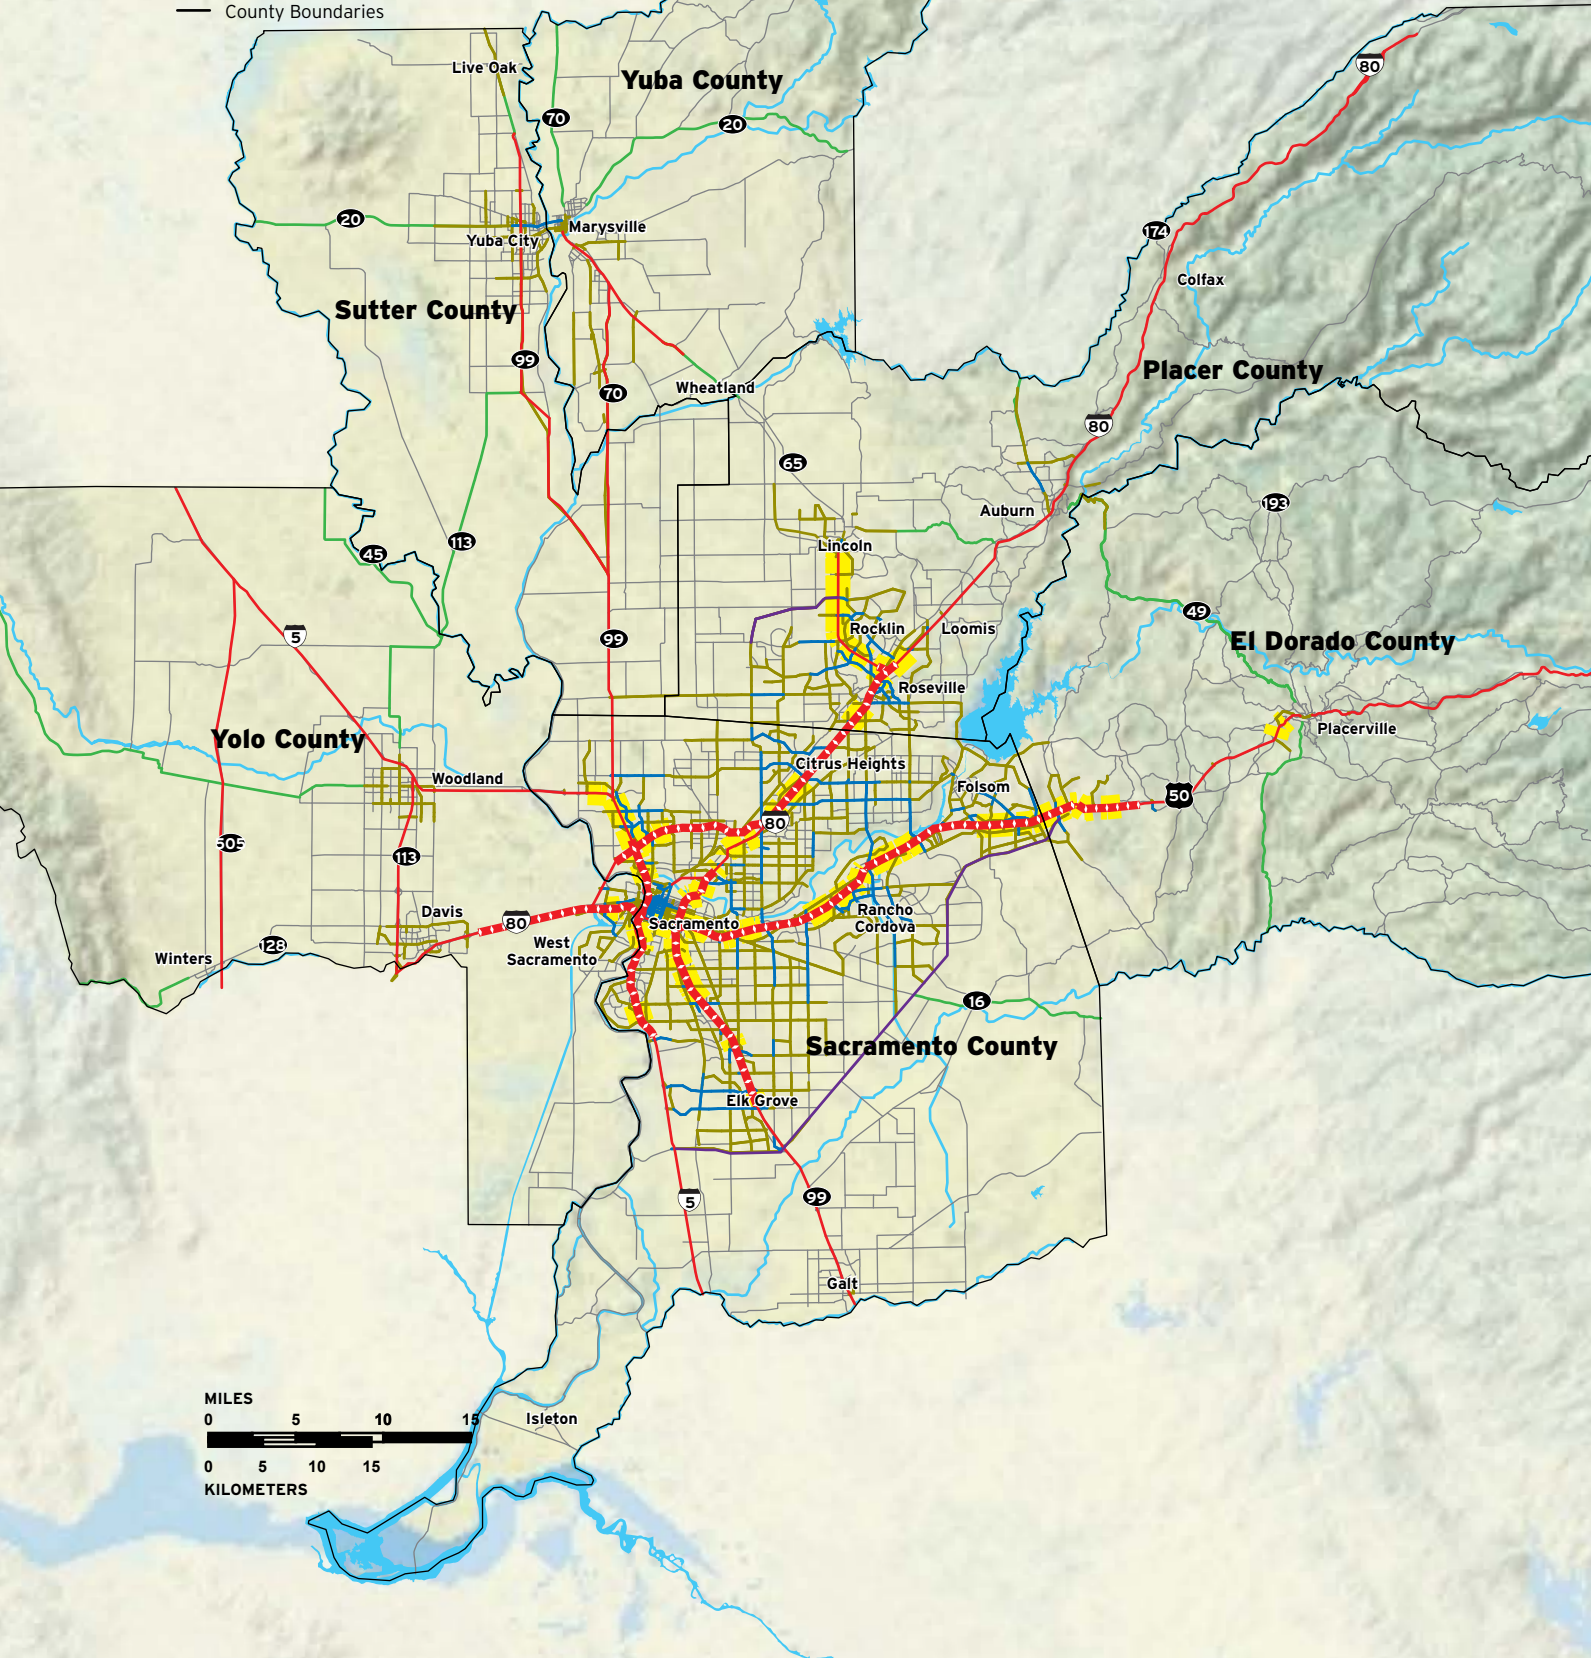 County Boundaries
80
Live Oak
Yuba County
70
20
20
Marysville
174
Yuba City
Colfax
Sutter County
99
Placer County
Wheatland
70
80
65
193
Auburn
113
Lincoln
45
49
Rocklin
Loomis
5
99
El Dorado County
Roseville
Placerville
Yolo County
Citrus Heights
Woodland
Folsom
50
80
505
113
Davis
Rancho
Cordova
80
Sacramento
128
West
Sacramento
Winters
16
Sacramento County
Elk Grove
5
99
Galt
MILES
0 5 10 15
Isleton
0 5 10 15
KILOMETERS